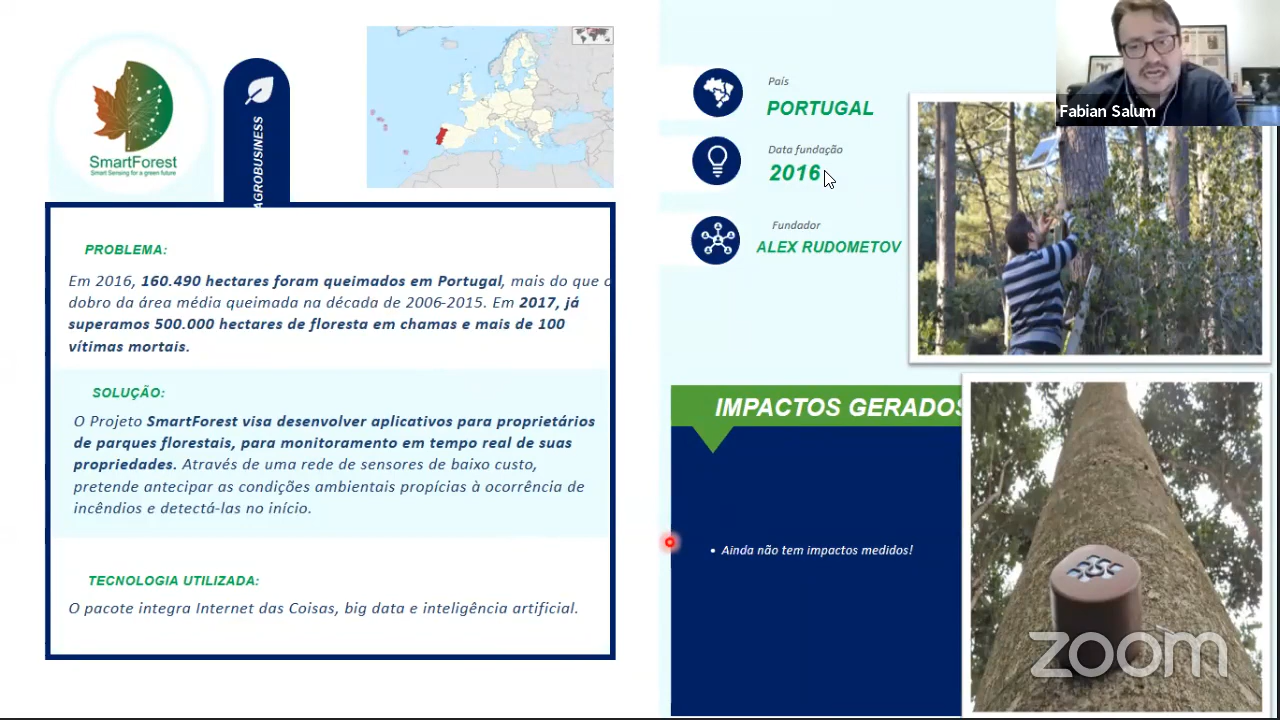 SmartForest
Smart Sensing for a green future
AGROBUSINESS
PROBLEMA:
Em 2016, 160.490 hectares foram queimados em Portugal, mais do que o
dobro da área média queimada na década de 2006-2015. Em 2017, já
superamos 500.000 hectares de floresta em chamas e mais de 100
vítimas mortais.
SOLUÇÃO:
O Projeto SmartForest visa desenvolver aplicativos para proprietários
de parques florestais, para monitoramento em tempo real de suas
propriedades. Através de uma rede de sensores de baixo custo,
pretende antecipar as condições ambientais propícias à ocorrência de
incêndios e detectá-las no início.
TECNOLOGIA UTILIZADA:
O pacote integra Internet das Coisas, big data e inteligência artificial.
País
PORTUGAL
Data fundação
2016
Fundador
ALEX RUDOMETOV
Fabian Salum
IMPACTOS GERADOS
• Ainda não tem impactos medidos!
zoom